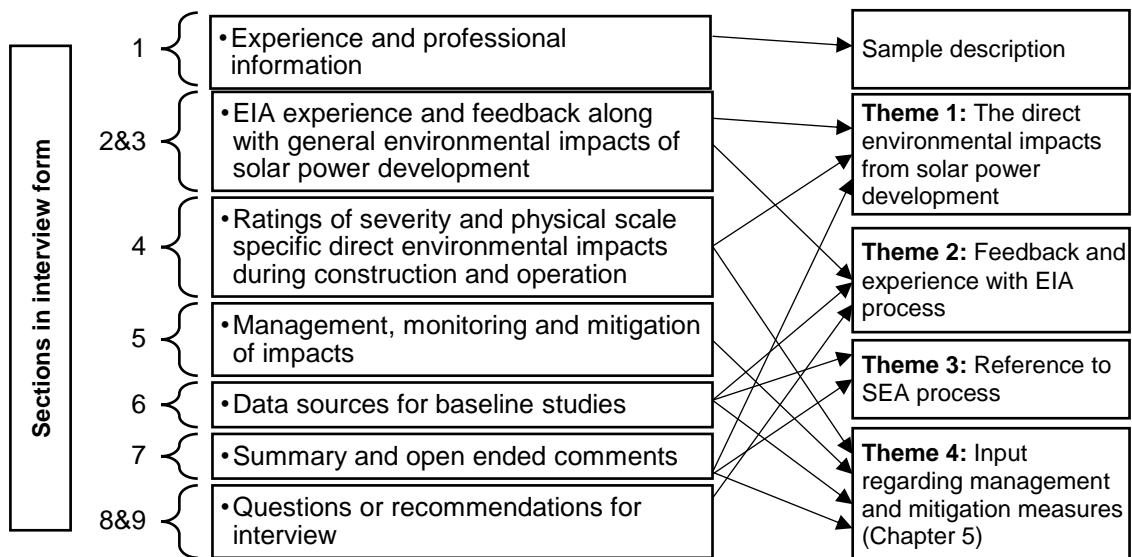 Sections in interview form
1
•Experience and professional
information
2&3
•EIA experience and feedback along
with general environmental impacts of
solar power development
4
•Ratings of severity and physical scale
specific direct environmental impacts
during construction and operation
5
•Management, monitoring and mitigation
of impacts
6
•Data sources for baseline studies
7
•Summary and open ended comments
8&9
•Questions or recommendations for
interview
Sample description
Theme 1: The direct
environmental impacts
from solar power
development
Theme 2: Feedback and
experience with EIA
process
Theme 3: Reference to
SEA process
Theme 4: Input
regarding management
and mitigation measures
(Chapter 5)